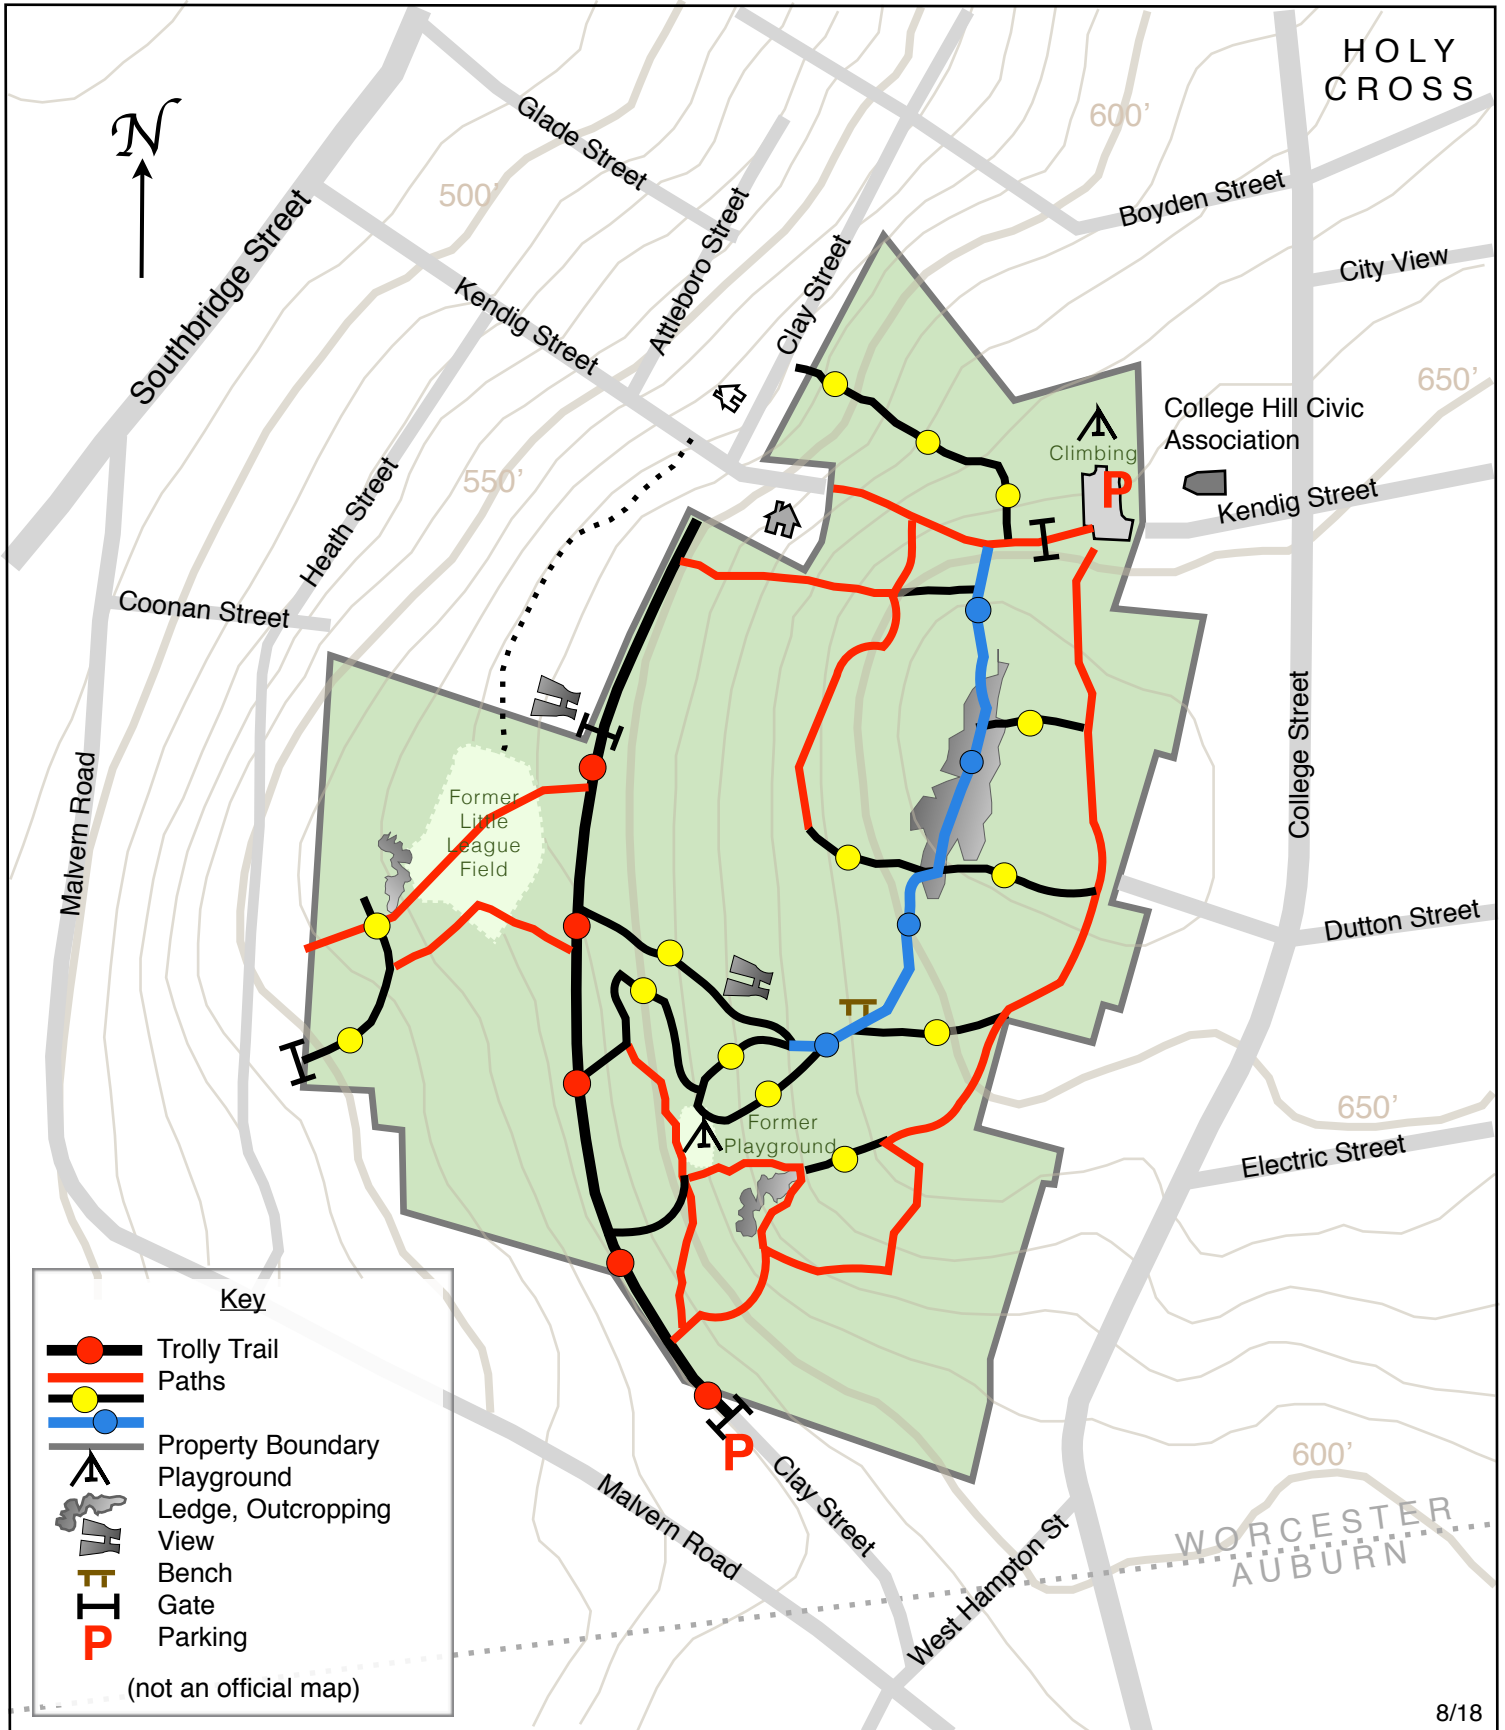 HOLY
CROSS
N
600'
Glade Street
500'
Boyden Street
City View
Southbridge Street
Attleboro Street
Clay Street
Kendig Street
650'
College Hill Civic
Association
Climbing
P
Kendig Street
550'
Heath Street
Coonan Street
College Street
Malvern Road
Former
Little
League
Field
Dutton Street
650'
Former
Playground
Electric Street
Key
Trolly Trail
Paths
Property Boundary
Playground
Ledge, Outcropping
View
Bench
Gate
P Parking
(not an official map)
P
Clay Street
Malvern Road
600'
West Hampton St
WORCESTER
AUBURN
8/18